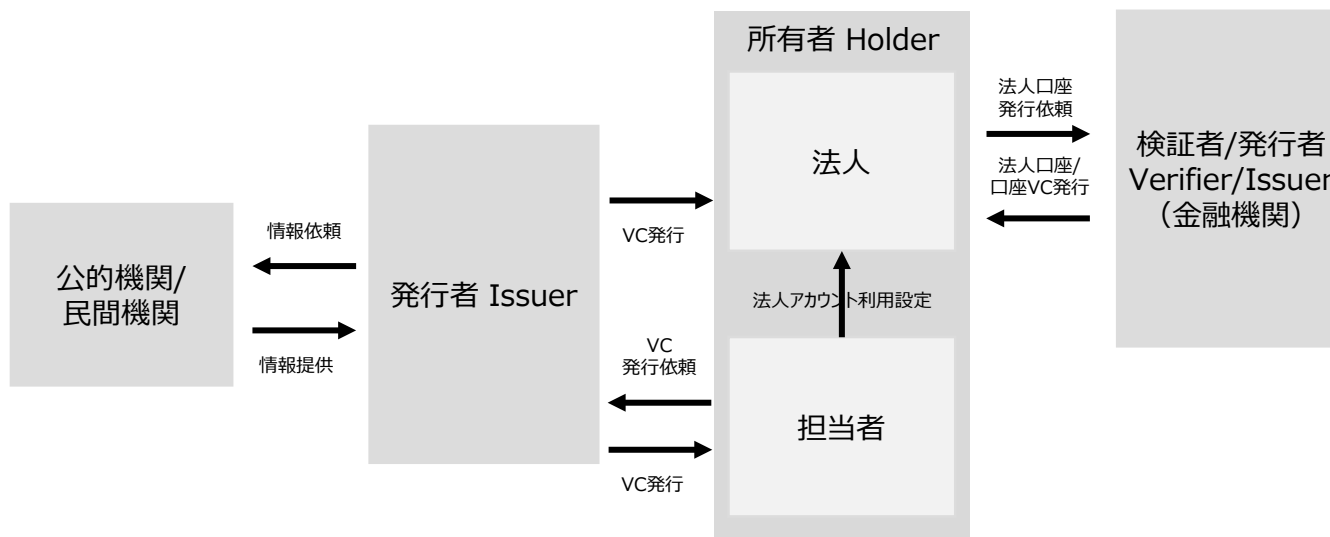 公的機関/
民間機関
情報依頼
情報提供
発行者 Issuer
VC発行
VC
発行依頼
VC発行
所有者 Holder
法人
法人アカウント利用設定
担当者
法人口座
発行依頼
法人口座/
口座VC発行
検証者/発行者
Verifier/Issuer
（金融機関）